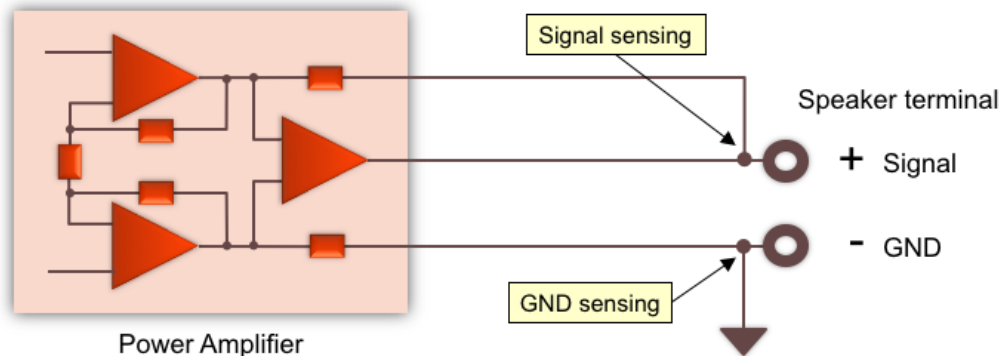 Signal sensing
Speaker terminal
+ Signal
- GND
GND sensing
Power Amplifier